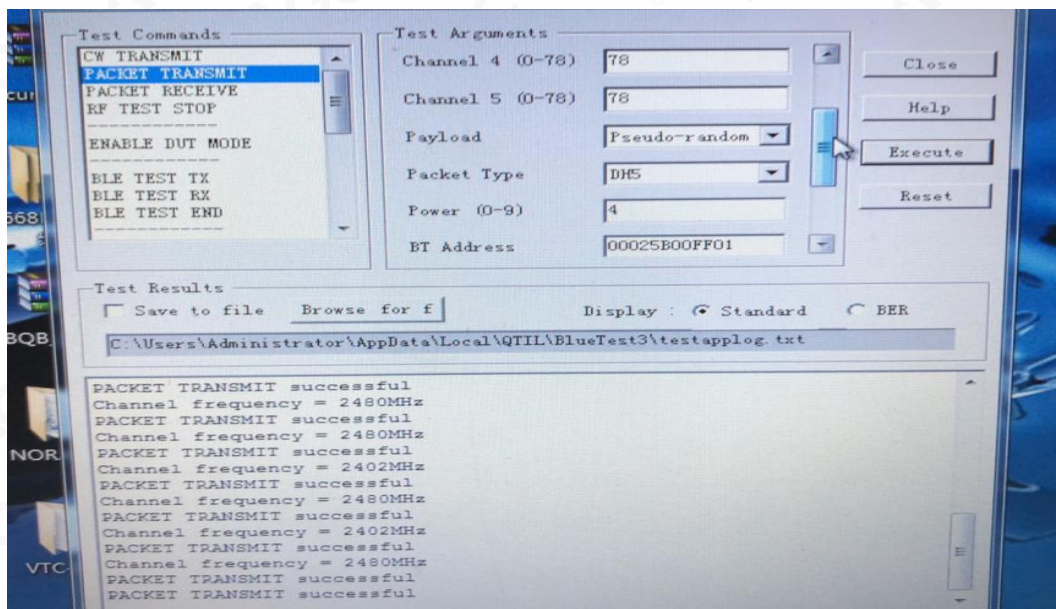 Test Commands
CW TRANSMIT
PACKET TRANSMIT
PACKET RECEIVE
RF TEST STOP
------------
ENABLE DUT MODE
------------
BLE TEST TX
BLE TEST RX
BLE TEST END
------------
Test Arguments
Channel 4 (0-78) 78
Channel 5 (0-78) 78
Payload Pseudo-random
Packet Type DH5
Power (0-9) 4
BT Address 00025B00FF01
Close
Help
Execute
Reset
Test Results
Save to file Browse for f Display : Standard BER
C:\Users\Administrator\AppData\Local\QTIL\BlueTest3\testapplog.txt
PACKET TRANSMIT successful
Channel frequency = 2480MHz
PACKET TRANSMIT successful
Channel frequency = 2480MHz
PACKET TRANSMIT successful
Channel frequency = 2402MHz
PACKET TRANSMIT successful
Channel frequency = 2480MHz
PACKET TRANSMIT successful
Channel frequency = 2402MHz
PACKET TRANSMIT successful
Channel frequency = 2480MHz
PACKET TRANSMIT successful
PACKET TRANSMIT successful
cur
668
BQB
NOR
VTC-